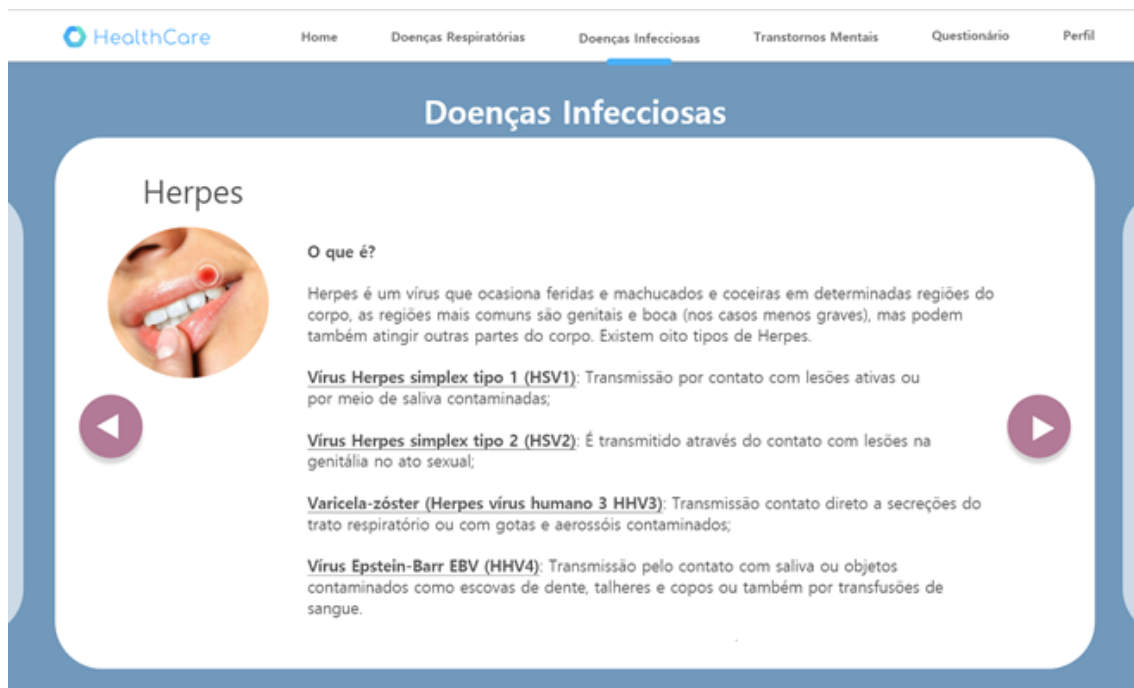 HealthCare Home Doenças Respiratórias Doenças Infecciosas Transtornos Mentais Questionário Perfil
Doenças Infecciosas
Herpes
O que é?
Herpes é um vírus que ocasiona feridas e machucados e coceiras em determinadas regiões do
corpo, as regiões mais comuns são genitais e boca (nos casos menos graves), mas podem
também atingir outras partes do corpo. Existem oito tipos de Herpes.
Vírus Herpes simplex tipo 1 (HSV1): Transmissão por contato com lesões ativas ou
por meio de saliva contaminadas;
Vírus Herpes simplex tipo 2 (HSV2): É transmitido através do contato com lesões na
genitália no ato sexual;
Varicela-zóster (Herpes vírus humano 3 HHV3): Transmissão contato direto a secreções do
trato respiratório ou com gotas e aerossóis contaminados;
Vírus Epstein-Barr EBV (HHV4): Transmissão pelo contato com saliva ou objetos
contaminados como escovas de dente, talheres e copos ou também por transfusões de
sangue.